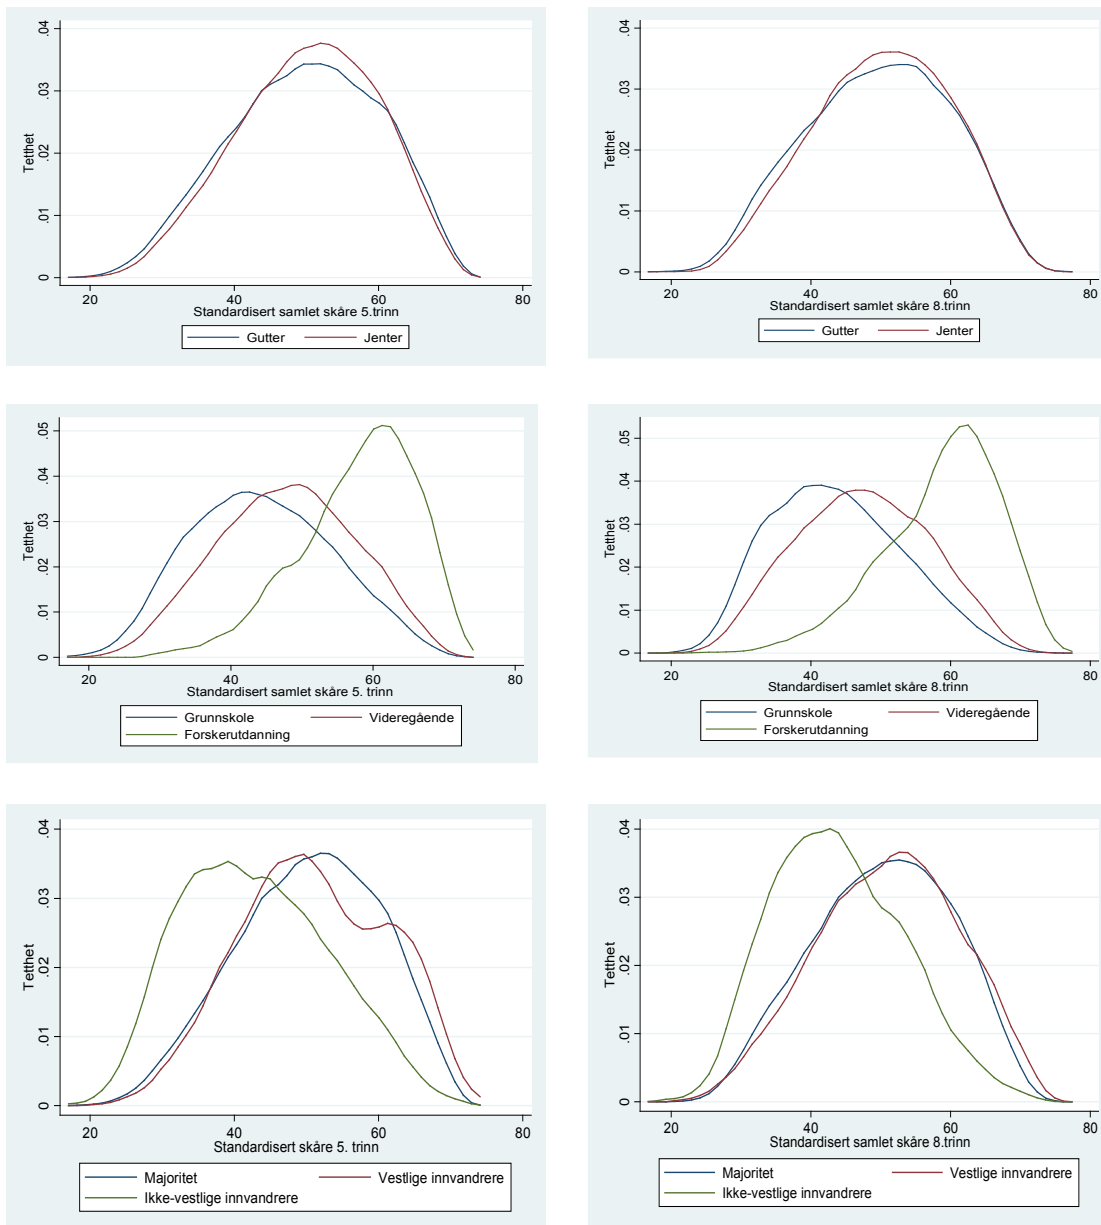 .04
.03
.02
.01
0
Tetthet
20 40 60 80
Standardisert samlet skåre 5.trinn
Gutter Jenter
.04
.03
.02
.01
0
Tetthet
20 40 60 80
Standardisert samlet skåre 8.trinn
Gutter Jenter
.05
.04
.03
.02
.01
0
Tetthet
20 40 60 80
Standardisert samlet skåre 5. trinn
Grunnskole Videregående
Forskerutdanning
.05
.04
.03
.02
.01
0
Tetthet
20 40 60 80
Standardisert samlet skåre 8.trinn
Grunnskole Videregående
Forskerutdanning
.04
.03
.02
.01
0
Tetthet
20 40 60 80
Standardisert skåre 5. trinn
Majoritet Vestlige innvandrere
Ikke-vestlige innvandrere
.04
.03
.02
.01
0
Tetthet
20 40 60 80
Standardisert samlet skåre 8.trinn
Majoritet Vestlige innvandrere
Ikke-vestlige innvandrere